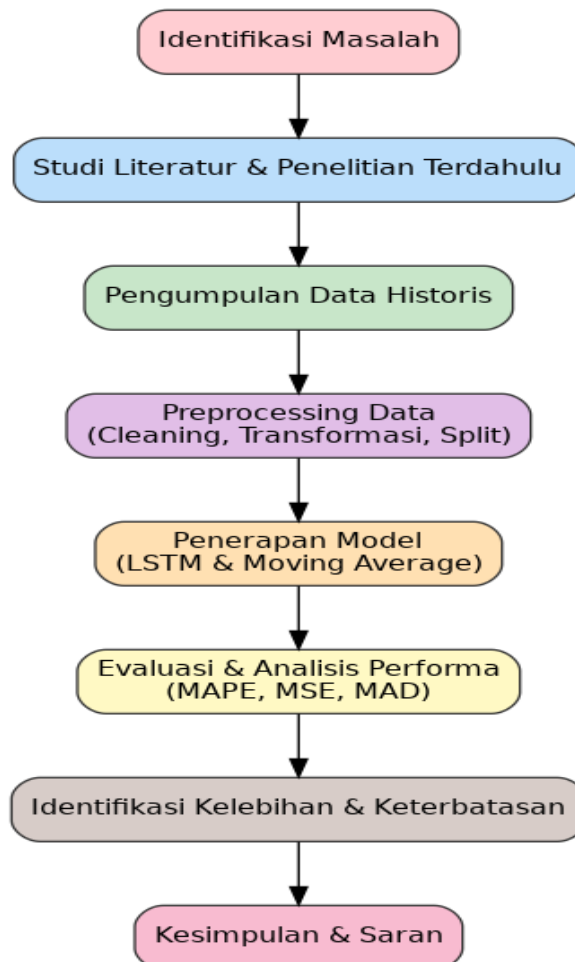 Identifikasi Masalah
Studi Literatur & Penelitian Terdahulu
Pengumpulan Data Historis
Preprocessing Data
(Cleaning, Transformasi, Split)
Penerapan Model
(LSTM & Moving Average)
Evaluasi & Analisis Performa
(MAPE, MSE, MAD)
Identifikasi Kelebihan & Keterbatasan
Kesimpulan & Saran